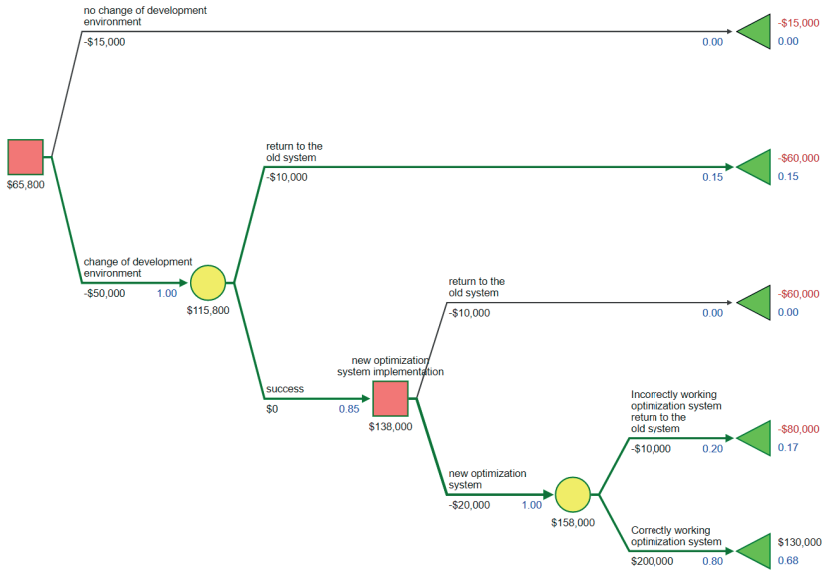 no change of development
environment
-$15,000
0.00
-$15,000
0.00
return to the
old system
-$10,000
0.15
-$60,000
0.15
$65,800
change of development
environment
-$50,000
1.00
$115,800
return to the
old system
-$10,000
0.00
-$60,000
0.00
new optimization
system implementation
success
$0
0.85
$138,000
Incorrectly working
optimization system
return to the
old system
-$10,000
0.20
-$80,000
0.17
new optimization
system
-$20,000
1.00
$158,000
Correctly working
optimization system
$200,000
0.80
$130,000
0.68